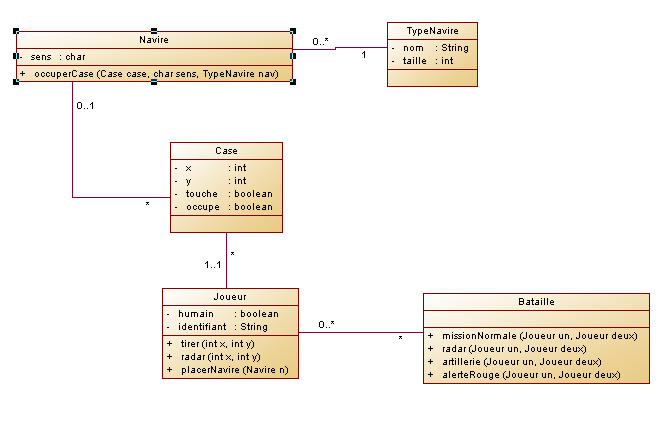 Navire
- sens : char
+ occuperCase (Case case, char sens, TypeNavire nav)
0..*
1
TypeNavire
- nom : String
- taille : int
0..1
*
Case
- x : int
- y : int
- touche : boolean
- occupe : boolean
*
1..1
Joueur
- humain : boolean
- identifiant : String
+ tirer (int x, int y)
+ radar (int x, int y)
+ placerNavire (Navire n)
0..*
*
Bataille
+ missionNormale (Joueur un, Joueur deux)
+ radar (Joueur un, Joueur deux)
+ artillerie (Joueur un, Joueur deux)
+ alerteRouge (Joueur un, Joueur deux)